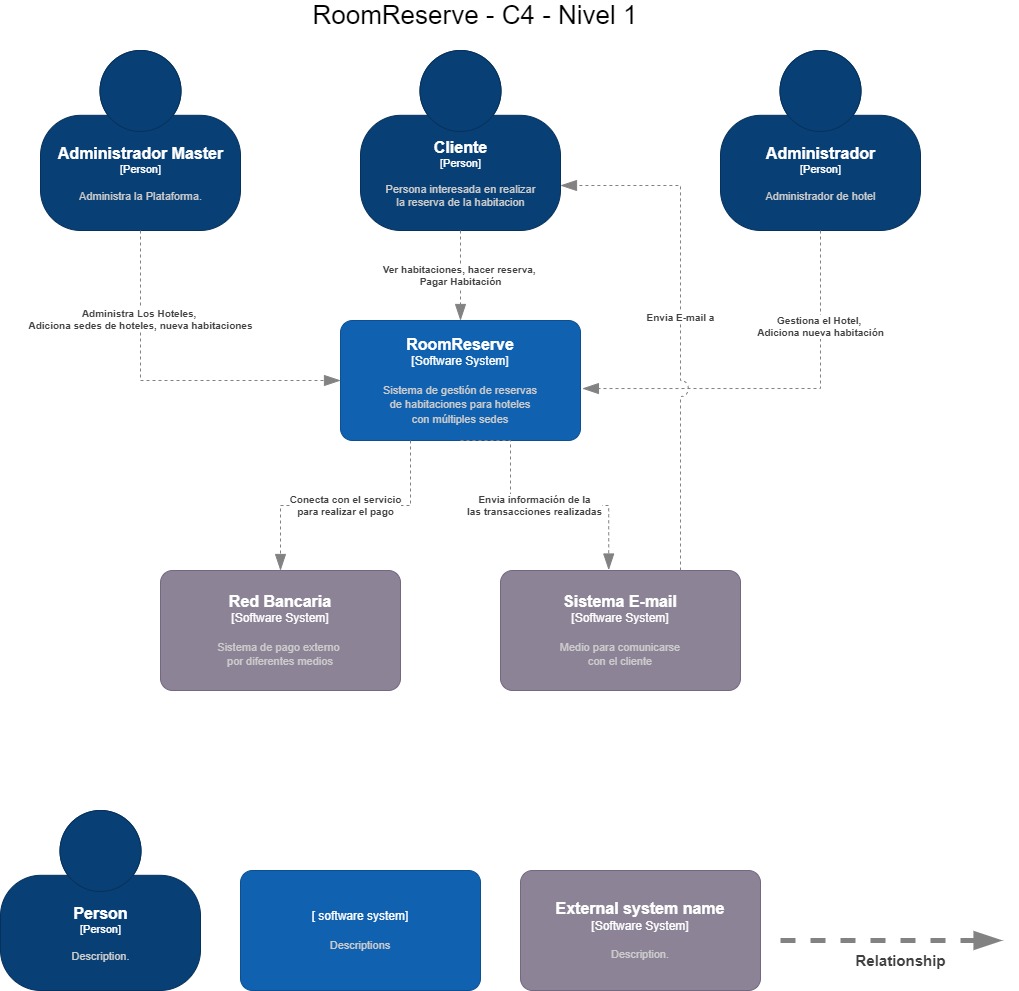 RoomReserve - C4 - Nivel 1
Administrador Master
[Person]
Administra la Plataforma.
Cliente
[Person]
Persona interesada en realizar
la reserva de la habitacion
Administrador
[Person]
Administrador de hotel
Ver habitaciones, hacer reserva,
Pagar Habitación
Administra Los Hoteles,
Adiciona sedes de hoteles, nueva habitaciones
Envia E-mail a
Gestiona el Hotel,
Adiciona nueva habitación
RoomReserve
[Software System]
Sistema de gestión de reservas
de habitaciones para hoteles
con múltiples sedes
Conecta con el servicio
para realizar el pago
Envia información de la
las transacciones realizadas
Red Bancaria
[Software System]
Sistema de pago externo
por diferentes medios
Sistema E-mail
[Software System]
Medio para comunicarse
con el cliente
Person
[Person]
Description.
[ software system]
Descriptions
External system name
[Software System]
Description.
Relationship